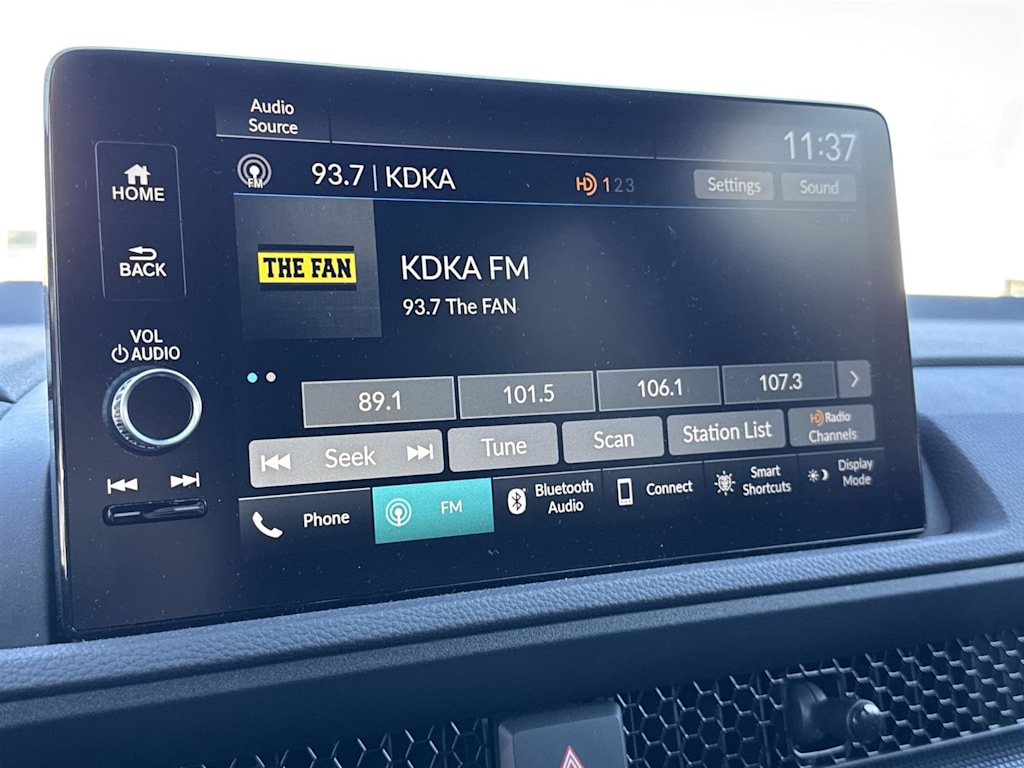 Audio
Source
11:37
HOME
FM
93.7 | KDKA
HD 1 2 3
Settings
Sound
BACK
THE FAN
KDKA FM
93.7 The FAN
VOL
AUDIO
89.1
101.5
106.1
107.3
Seek
Tune
Scan
Station List
HD Radio
Channels
Phone
FM
Bluetooth
Audio
Connect
Smart
Shortcuts
Display
Mode